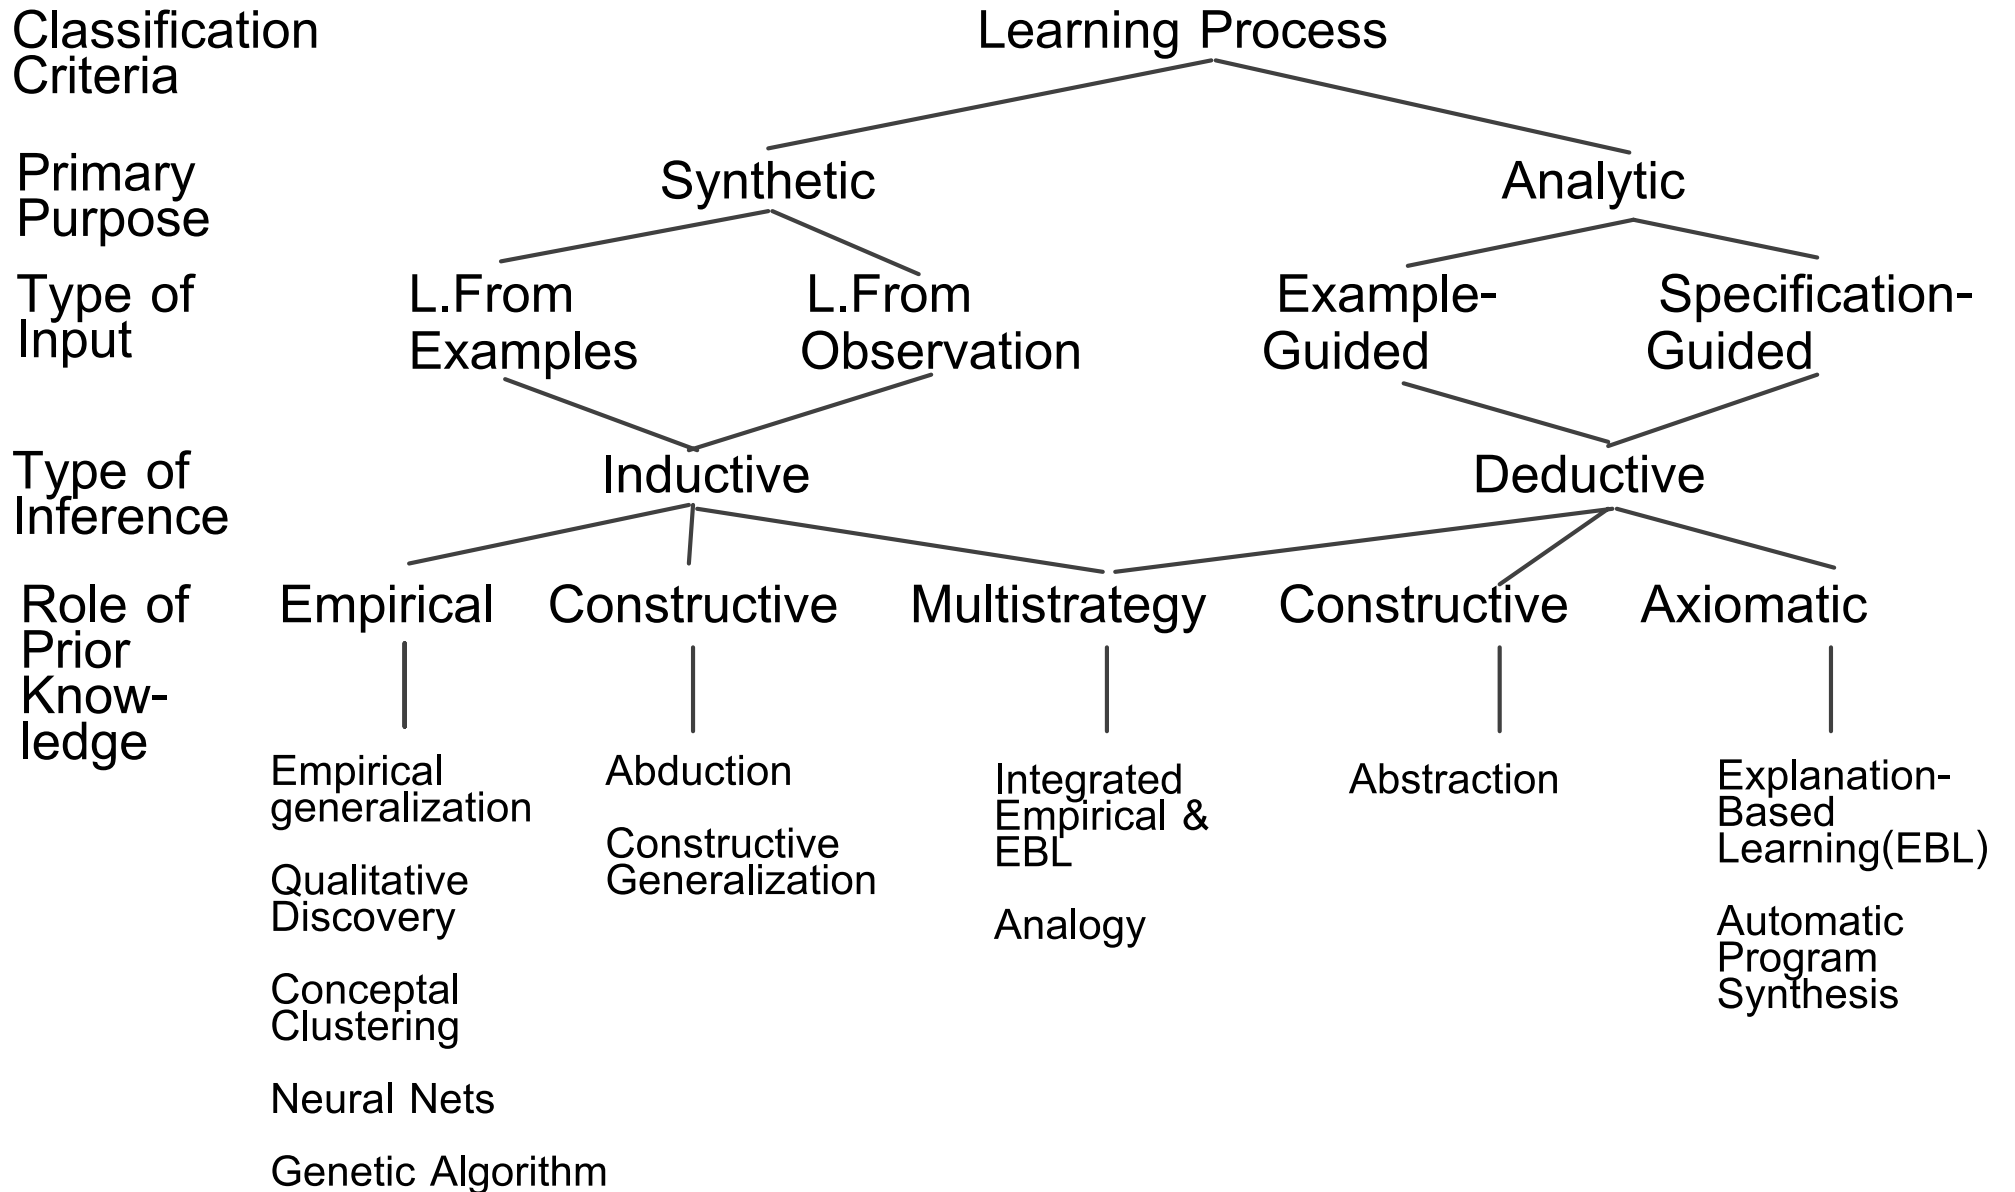 Classification
Criteria
Learning Process
Primary
Purpose
Synthetic
Analytic
Type of
Input
L.From
Examples
L.From
Observation
Example-
Guided
Specification-
Guided
Type of
Inference
Inductive
Deductive
Role of
Prior
Know-
ledge
Empirical
Constructive
Multistrategy
Constructive
Axiomatic
Empirical
generalization
Qualitative
Discovery
Conceptal
Clustering
Neural Nets
Genetic Algorithm
Abduction
Constructive
Generalization
Integrated
Empirical &
EBL
Analogy
Abstraction
Explanation-
Based
Learning(EBL)
Automatic
Program
Synthesis